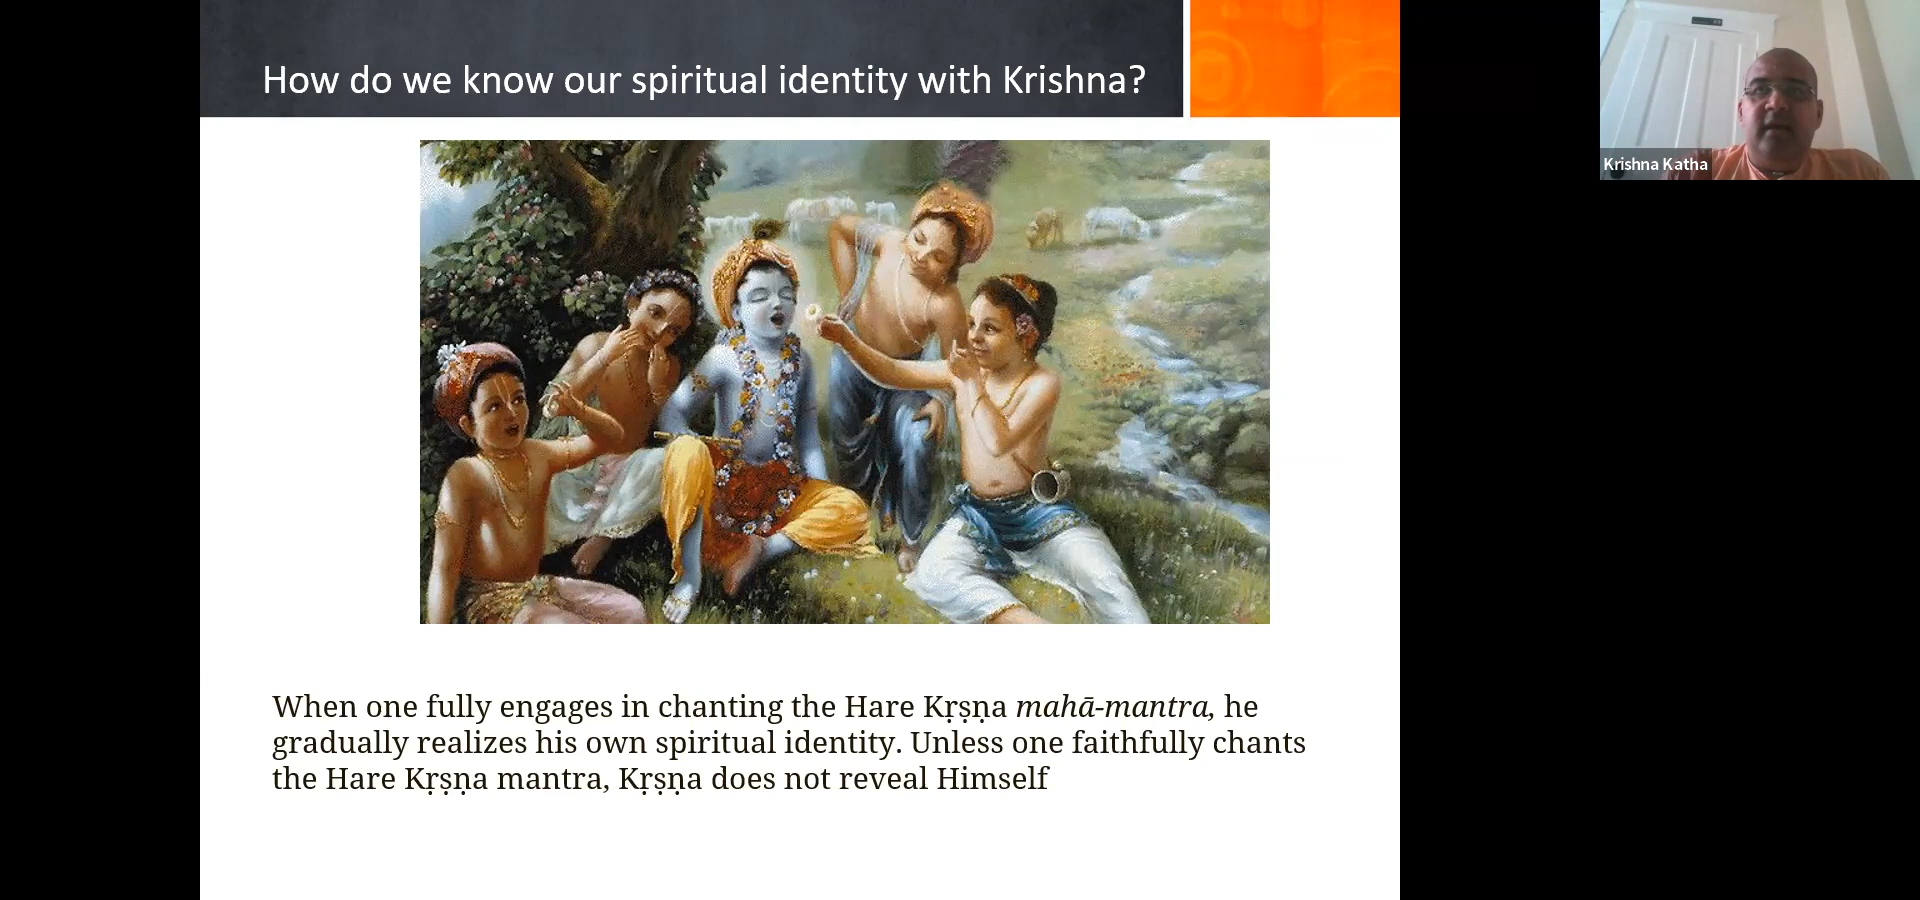 How do we know our spiritual identity with Krishna?
Krishna Katha
When one fully engages in chanting the Hare Kṛṣṇa mahā-mantra, he
gradually realizes his own spiritual identity. Unless one faithfully chants
the Hare Kṛṣṇa mantra, Kṛṣṇa does not reveal Himself